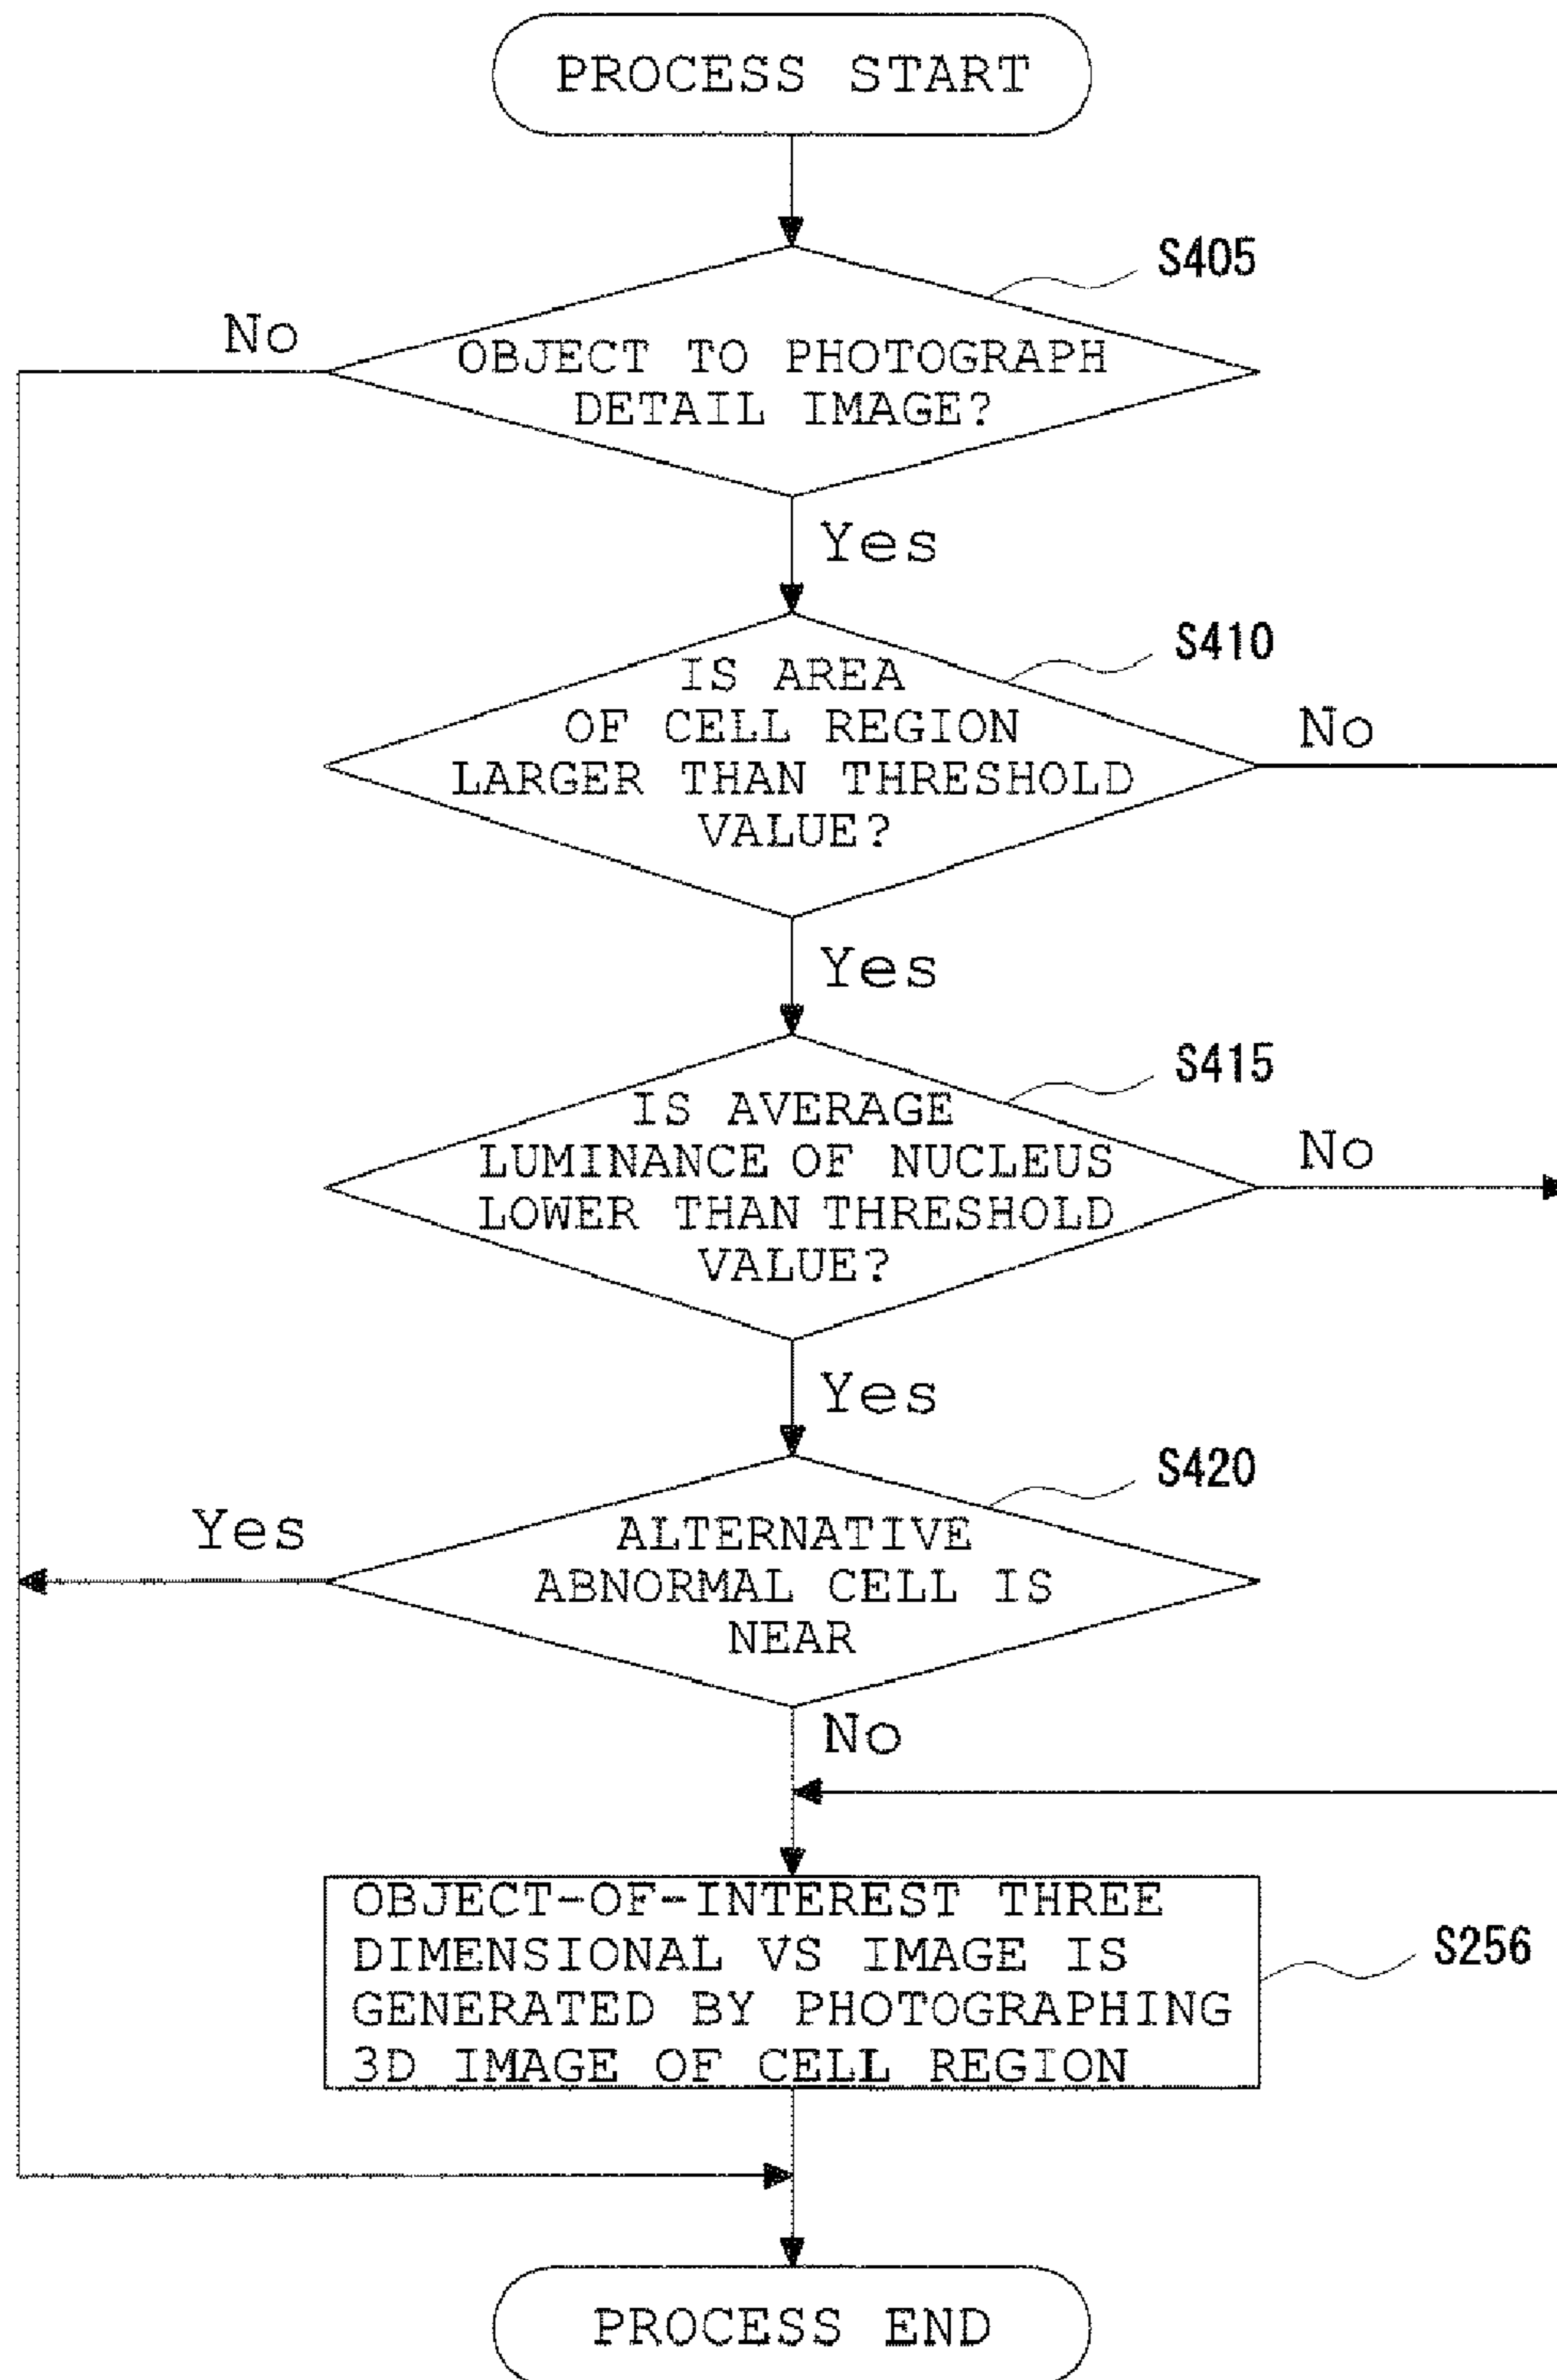 PROCESS START
S405
No
OBJECT TO PHOTOGRAPH
DETAIL IMAGE?
Yes
S410
IS AREA
OF CELL REGION
LARGER THAN THRESHOLD
VALUE?
No
Yes
S415
IS AVERAGE
LUMINANCE OF NUCLEUS
LOWER THAN THRESHOLD
VALUE?
No
Yes
S420
Yes
ALTERNATIVE
ABNORMAL CELL IS
NEAR
No
OBJECT-OF-INTEREST THREE
DIMENSIONAL VS IMAGE IS
GENERATED BY PHOTOGRAPHING
3D IMAGE OF CELL REGION
S256
PROCESS END